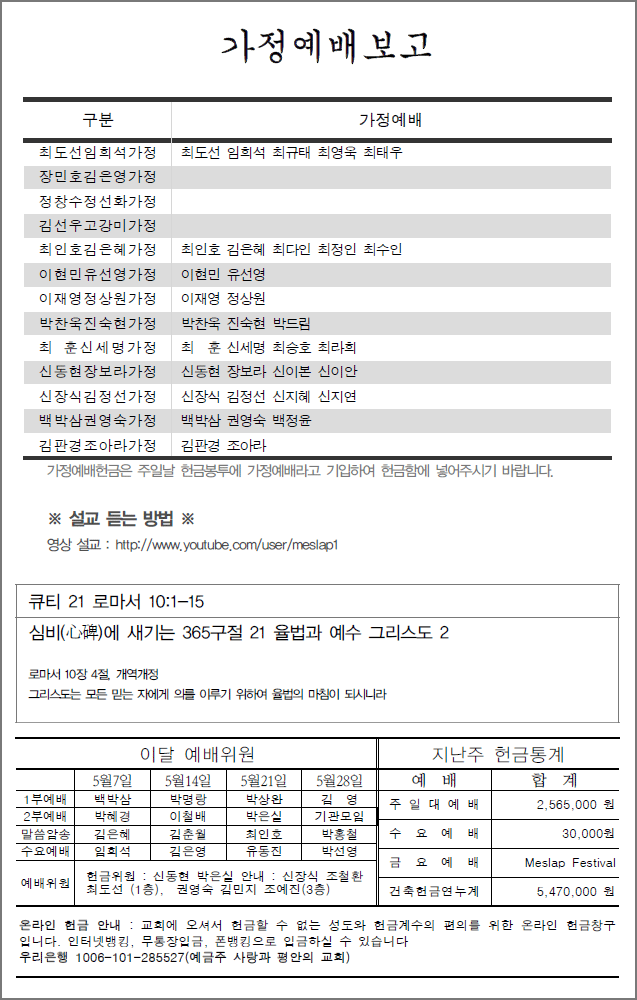 가정예배보고
구분 가정예배
최도선임희석가정 최도선 임희석 최규태 최영욱 최태우
장민호김은영가정
정창수정선화가정
김선우고강미가정
최인호김은혜가정 최인호 김은혜 최다인 최정인 최수인
이현민유선영가정 이현민 유선영
이재영정상원가정 이재영 정상원
박찬욱진숙현가정 박찬욱 진숙현 박드림
최 훈신세명가정 최 훈 신세명 최승호 최라희
신동현장보라가정 신동현 장보라 신이본 신이안
신장식김정선가정 신장식 김정선 신지혜 신지연
백박삼권영숙가정 백박삼 권영숙 백정윤
김판경조아라가정 김판경 조아라
가정예배헌금은 주일날 헌금봉투에 가정예배라고 기입하여 헌금함에 넣어주시기 바랍니다.
※ 설교 듣는 방법 ※
영상 설교 : http://www.youtube.com/user/meslap1
큐티 21 로마서 10:1-15
심비(心碑)에 새기는 365구절 21 율법과 예수 그리스도 2
로마서 10장 4절, 개역개정
그리스도는 모든 믿는 자에게 의를 이루기 위하여 율법의 마침이 되시니라
이달 예배위원
5월7일 5월14일 5월21일 5월28일
1부예배 백박삼 박명랑 박상완 김 영
2부예배 박혜경 이철배 박은실 기관모임
말씀암송 김은혜 김춘월 최인호 박홍철
수요예배 임희석 김은영 유동진 박선영
예배위원 헌금위원 : 신동현 박은실 안내 : 신장식 조철환
최도선 (1층), 권영숙 김민지 조예진(3층)
지난주 헌금통계
예 배 합 계
주 일 대 예 배 2,565,000 원
수 요 예 배 30,000원
금 요 예 배 Meslap Festival
건축헌금연누계 5,470,000 원
온라인 헌금 안내 : 교회에 오셔서 헌금할 수 없는 성도와 헌금계수의 편의를 위한 온라인 헌금창구
입니다. 인터넷뱅킹, 무통장입금, 폰뱅킹으로 입금하실 수 있습니다
우리은행 1006-101-285527(예금주 사랑과 평안의 교회)